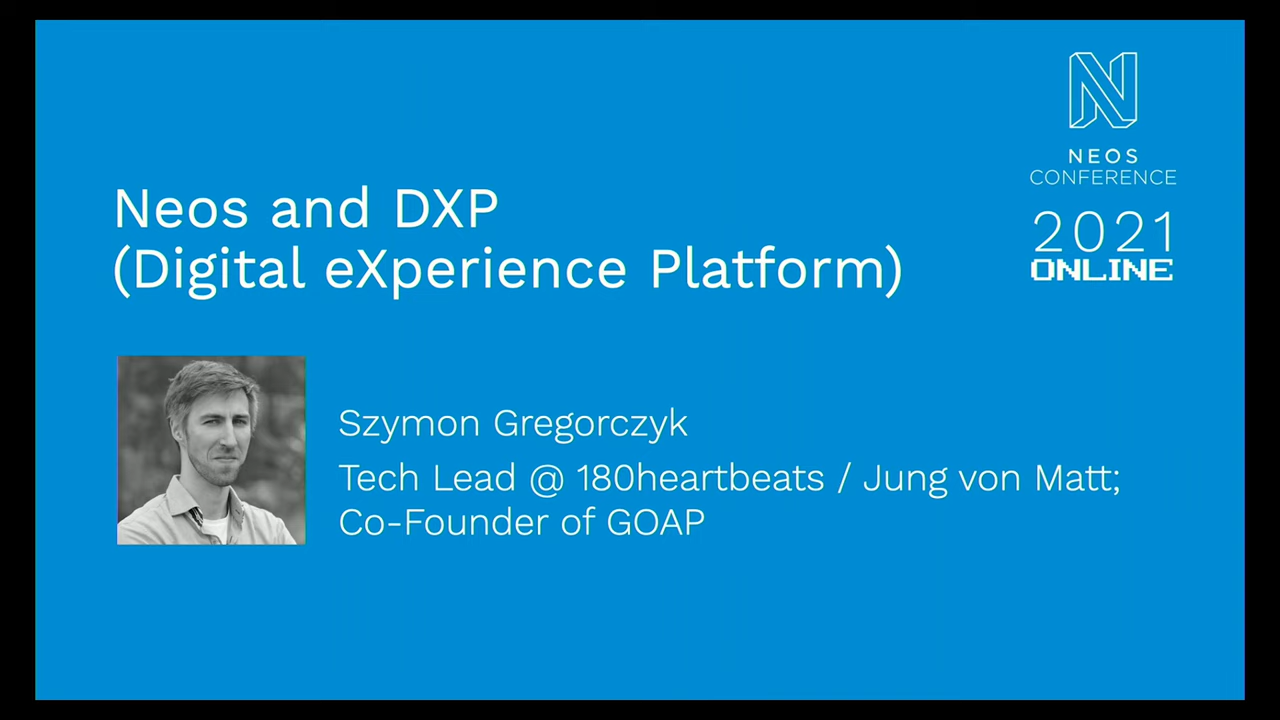 Neos and DXP
(Digital eXperience Platform)
NEOS
CONFERENCE
2021
ONLINE
Szymon Gregorczyk
Tech Lead @ 180heartbeats / Jung von Matt;
Co-Founder of GOAP